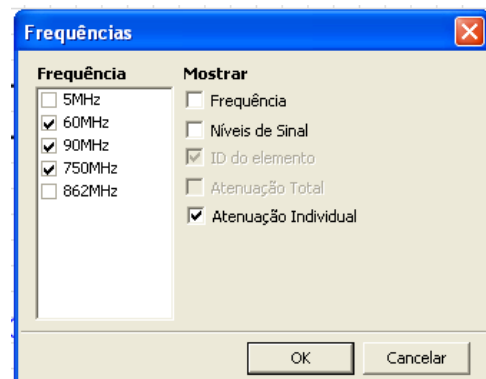 Frequências
Frequência
5MHz
60MHz
90MHz
750MHz
862MHz
Mostrar
Frequência
Níveis de Sinal
ID do elemento
Atenuação Total
Atenuação Individual
OK
Cancelar